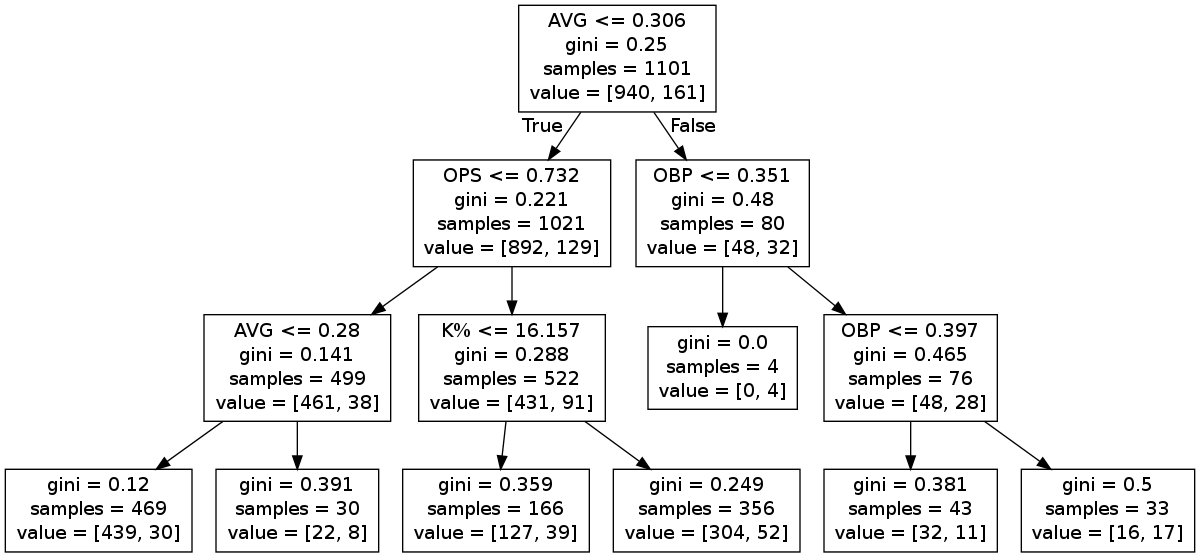 AVG <= 0.306
gini = 0.25
samples = 1101
value = [940, 161]
True
False
OPS <= 0.732
gini = 0.221
samples = 1021
value = [892, 129]
OBP <= 0.351
gini = 0.48
samples = 80
value = [48, 32]
AVG <= 0.28
gini = 0.141
samples = 499
value = [461, 38]
K% <= 16.157
gini = 0.288
samples = 522
value = [431, 91]
gini = 0.0
samples = 4
value = [0, 4]
OBP <= 0.397
gini = 0.465
samples = 76
value = [48, 28]
gini = 0.12
samples = 469
value = [439, 30]
gini = 0.391
samples = 30
value = [22, 8]
gini = 0.359
samples = 166
value = [127, 39]
gini = 0.249
samples = 356
value = [304, 52]
gini = 0.381
samples = 43
value = [32, 11]
gini = 0.5
samples = 33
value = [16, 17]